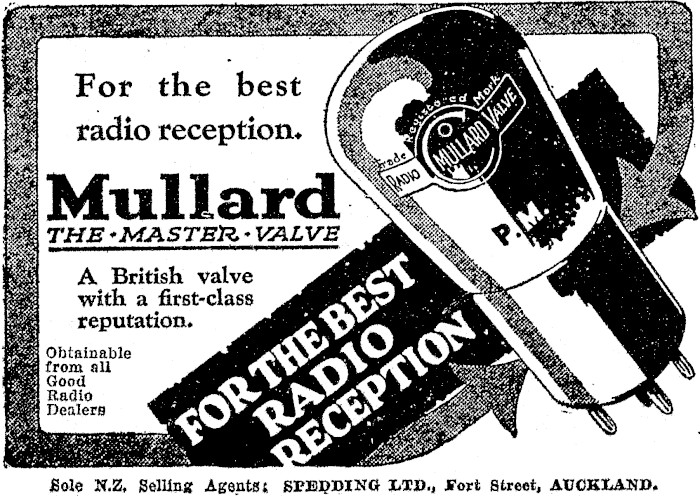 For the best
radio reception.
Mullard
THE·MASTER·VALVE
A British valve
with a first-class
reputation.
Obtainable
from all
Good
Radio
Dealers
Trade Registered Mark
RADIO MULLARD VALVE
P.M.
FOR THE BEST
RADIO
RECEPTION
Sole N.Z. Selling Agents: SPEDDING LTD., Fort Street, AUCKLAND.